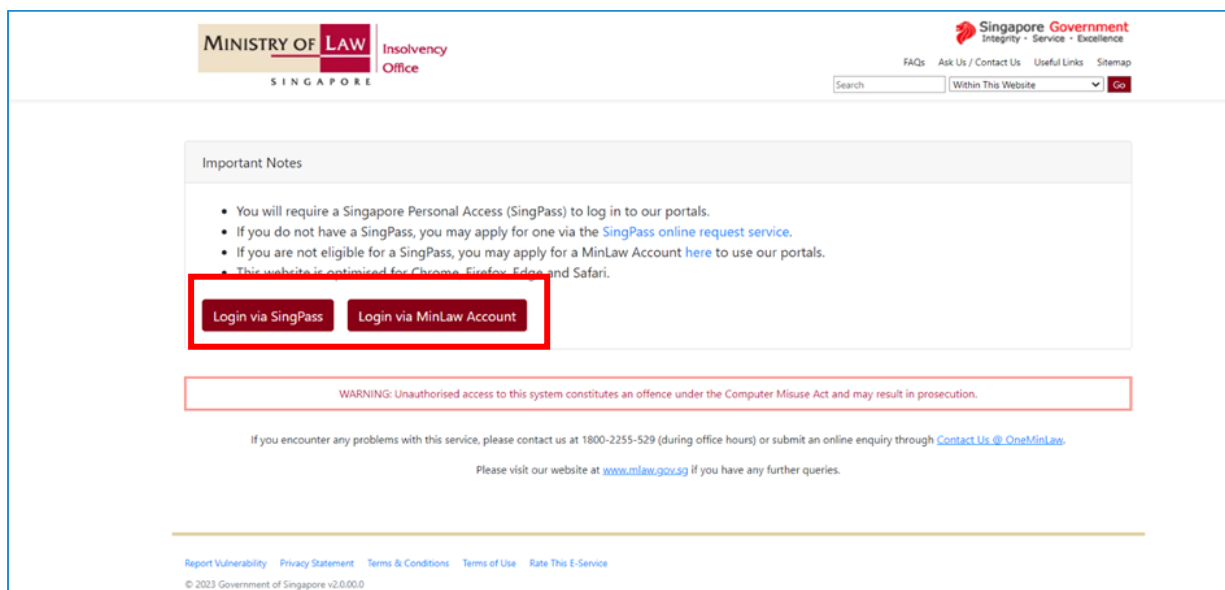 MINISTRY OF LAW
SINGAPORE
Insolvency
Office
Singapore Government
Integrity · Service · Excellence
FAQs Ask Us / Contact Us Useful Links Sitemap
Search Within This Website Go
Important Notes
• You will require a Singapore Personal Access (SingPass) to log in to our portals.
• If you do not have a SingPass, you may apply for one via the SingPass online request service.
• If you are not eligible for a SingPass, you may apply for a MinLaw Account here to use our portals.
• This website is optimised for Chrome, Firefox, Edge and Safari.
Login via SingPass Login via MinLaw Account
WARNING: Unauthorised access to this system constitutes an offence under the Computer Misuse Act and may result in prosecution.
If you encounter any problems with this service, please contact us at 1800-2255-529 (during office hours) or submit an online enquiry through Contact Us @ OneMinLaw.
Please visit our website at www.mlaw.gov.sg if you have any further queries.
Report Vulnerability Privacy Statement Terms & Conditions Terms of Use Rate This E-Service
© 2023 Government of Singapore v2.0.00.0